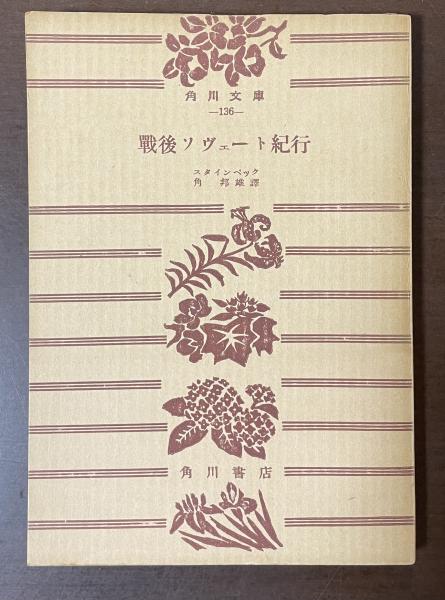 角川文庫
—136—
戰後ソヴェート紀行
スタインベック
角邦雄譯
角川書店